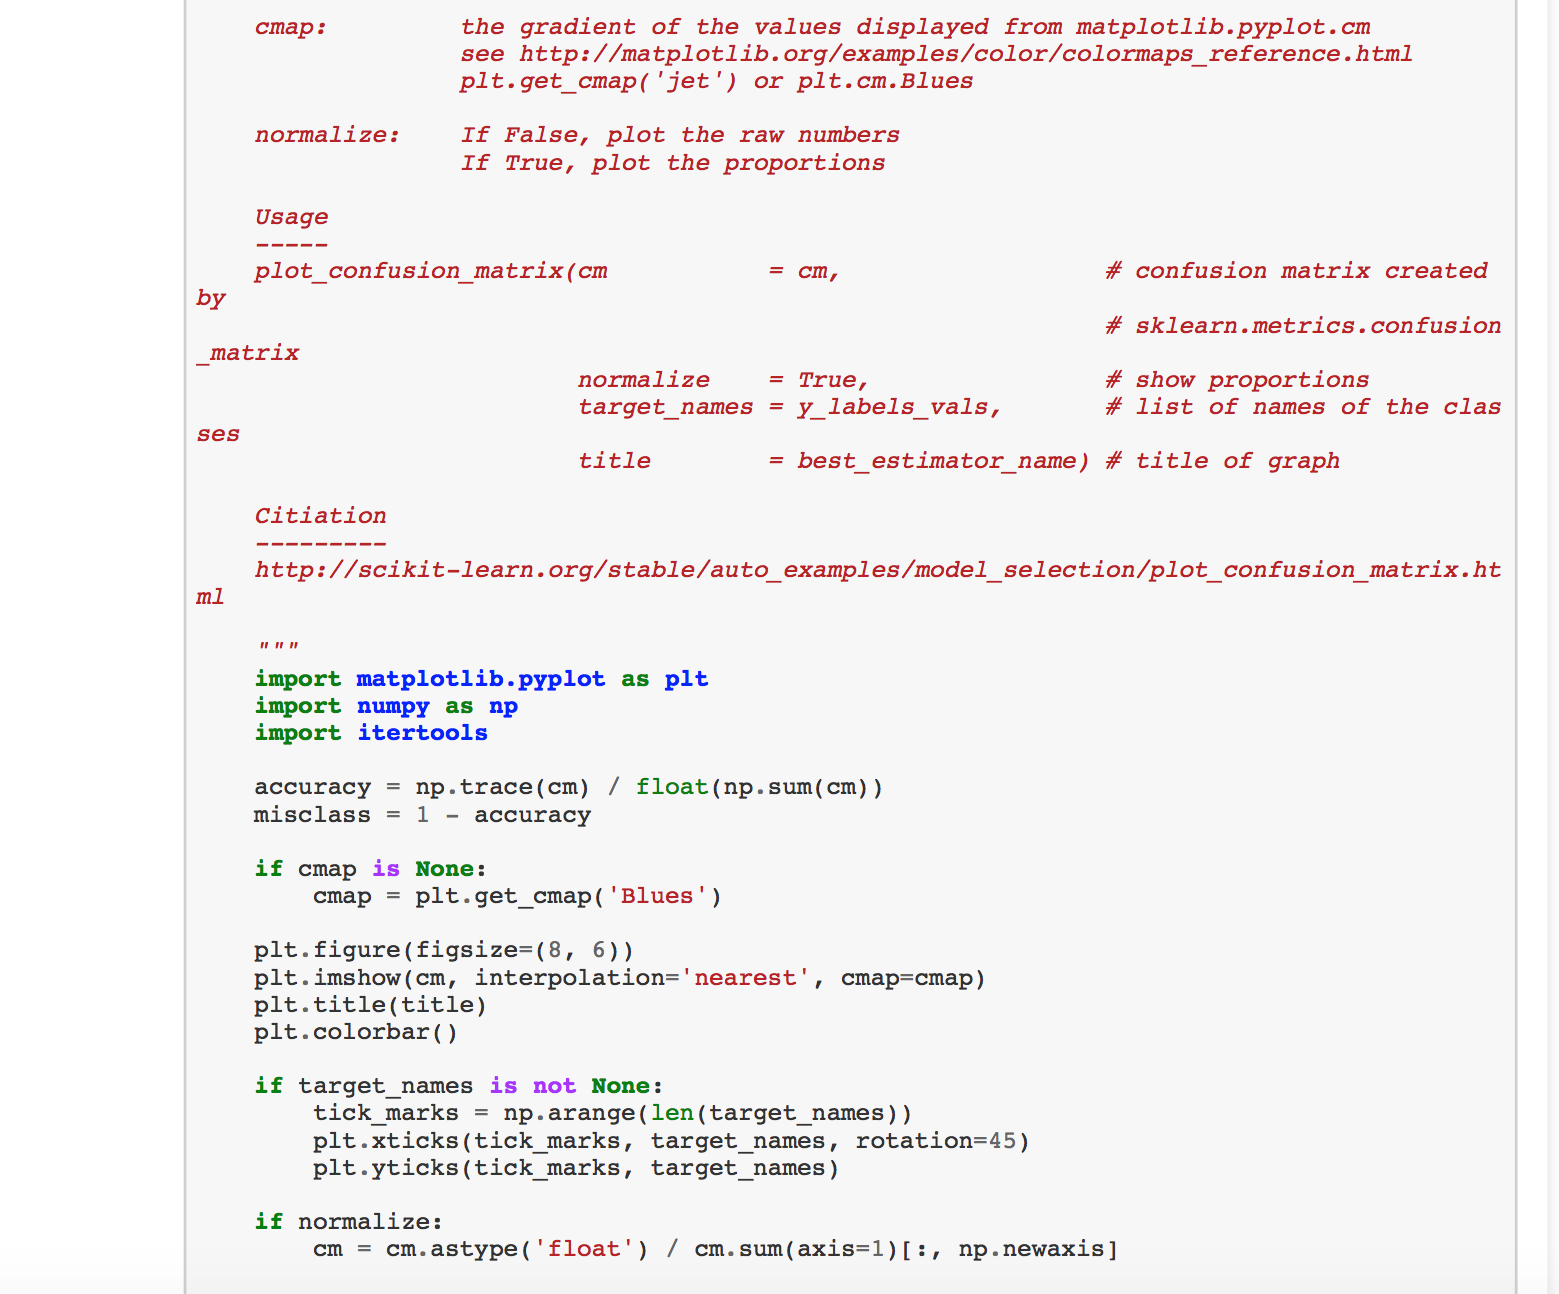 cmap:         the gradient of the values displayed from matplotlib.pyplot.cm
              see http://matplotlib.org/examples/color/colormaps_reference.html
              plt.get_cmap('jet') or plt.cm.Blues

normalize:    If False, plot the raw numbers
              If True, plot the proportions

Usage
-----
plot_confusion_matrix(cm           = cm,                  # confusion matrix created
by
                                                          # sklearn.metrics.confusion
_matrix
                      normalize    = True,                # show proportions
                      target_names = y_labels_vals,       # list of names of the clas
ses
                      title        = best_estimator_name) # title of graph

Citiation
---------
http://scikit-learn.org/stable/auto_examples/model_selection/plot_confusion_matrix.ht
ml

"""
import matplotlib.pyplot as plt
import numpy as np
import itertools

accuracy = np.trace(cm) / float(np.sum(cm))
misclass = 1 - accuracy

if cmap is None:
    cmap = plt.get_cmap('Blues')

plt.figure(figsize=(8, 6))
plt.imshow(cm, interpolation='nearest', cmap=cmap)
plt.title(title)
plt.colorbar()

if target_names is not None:
    tick_marks = np.arange(len(target_names))
    plt.xticks(tick_marks, target_names, rotation=45)
    plt.yticks(tick_marks, target_names)

if normalize:
    cm = cm.astype('float') / cm.sum(axis=1)[:, np.newaxis]